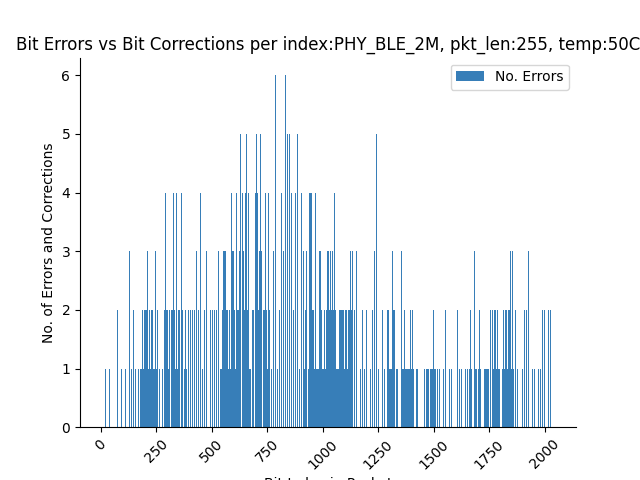 Bit Errors vs Bit Corrections per index:PHY_BLE_2M, pkt_len:255, temp:50C
No. Errors
No. of Errors and Corrections
6
5
4
3
2
1
0
0 250 500 750 1000 1250 1500 1750 2000